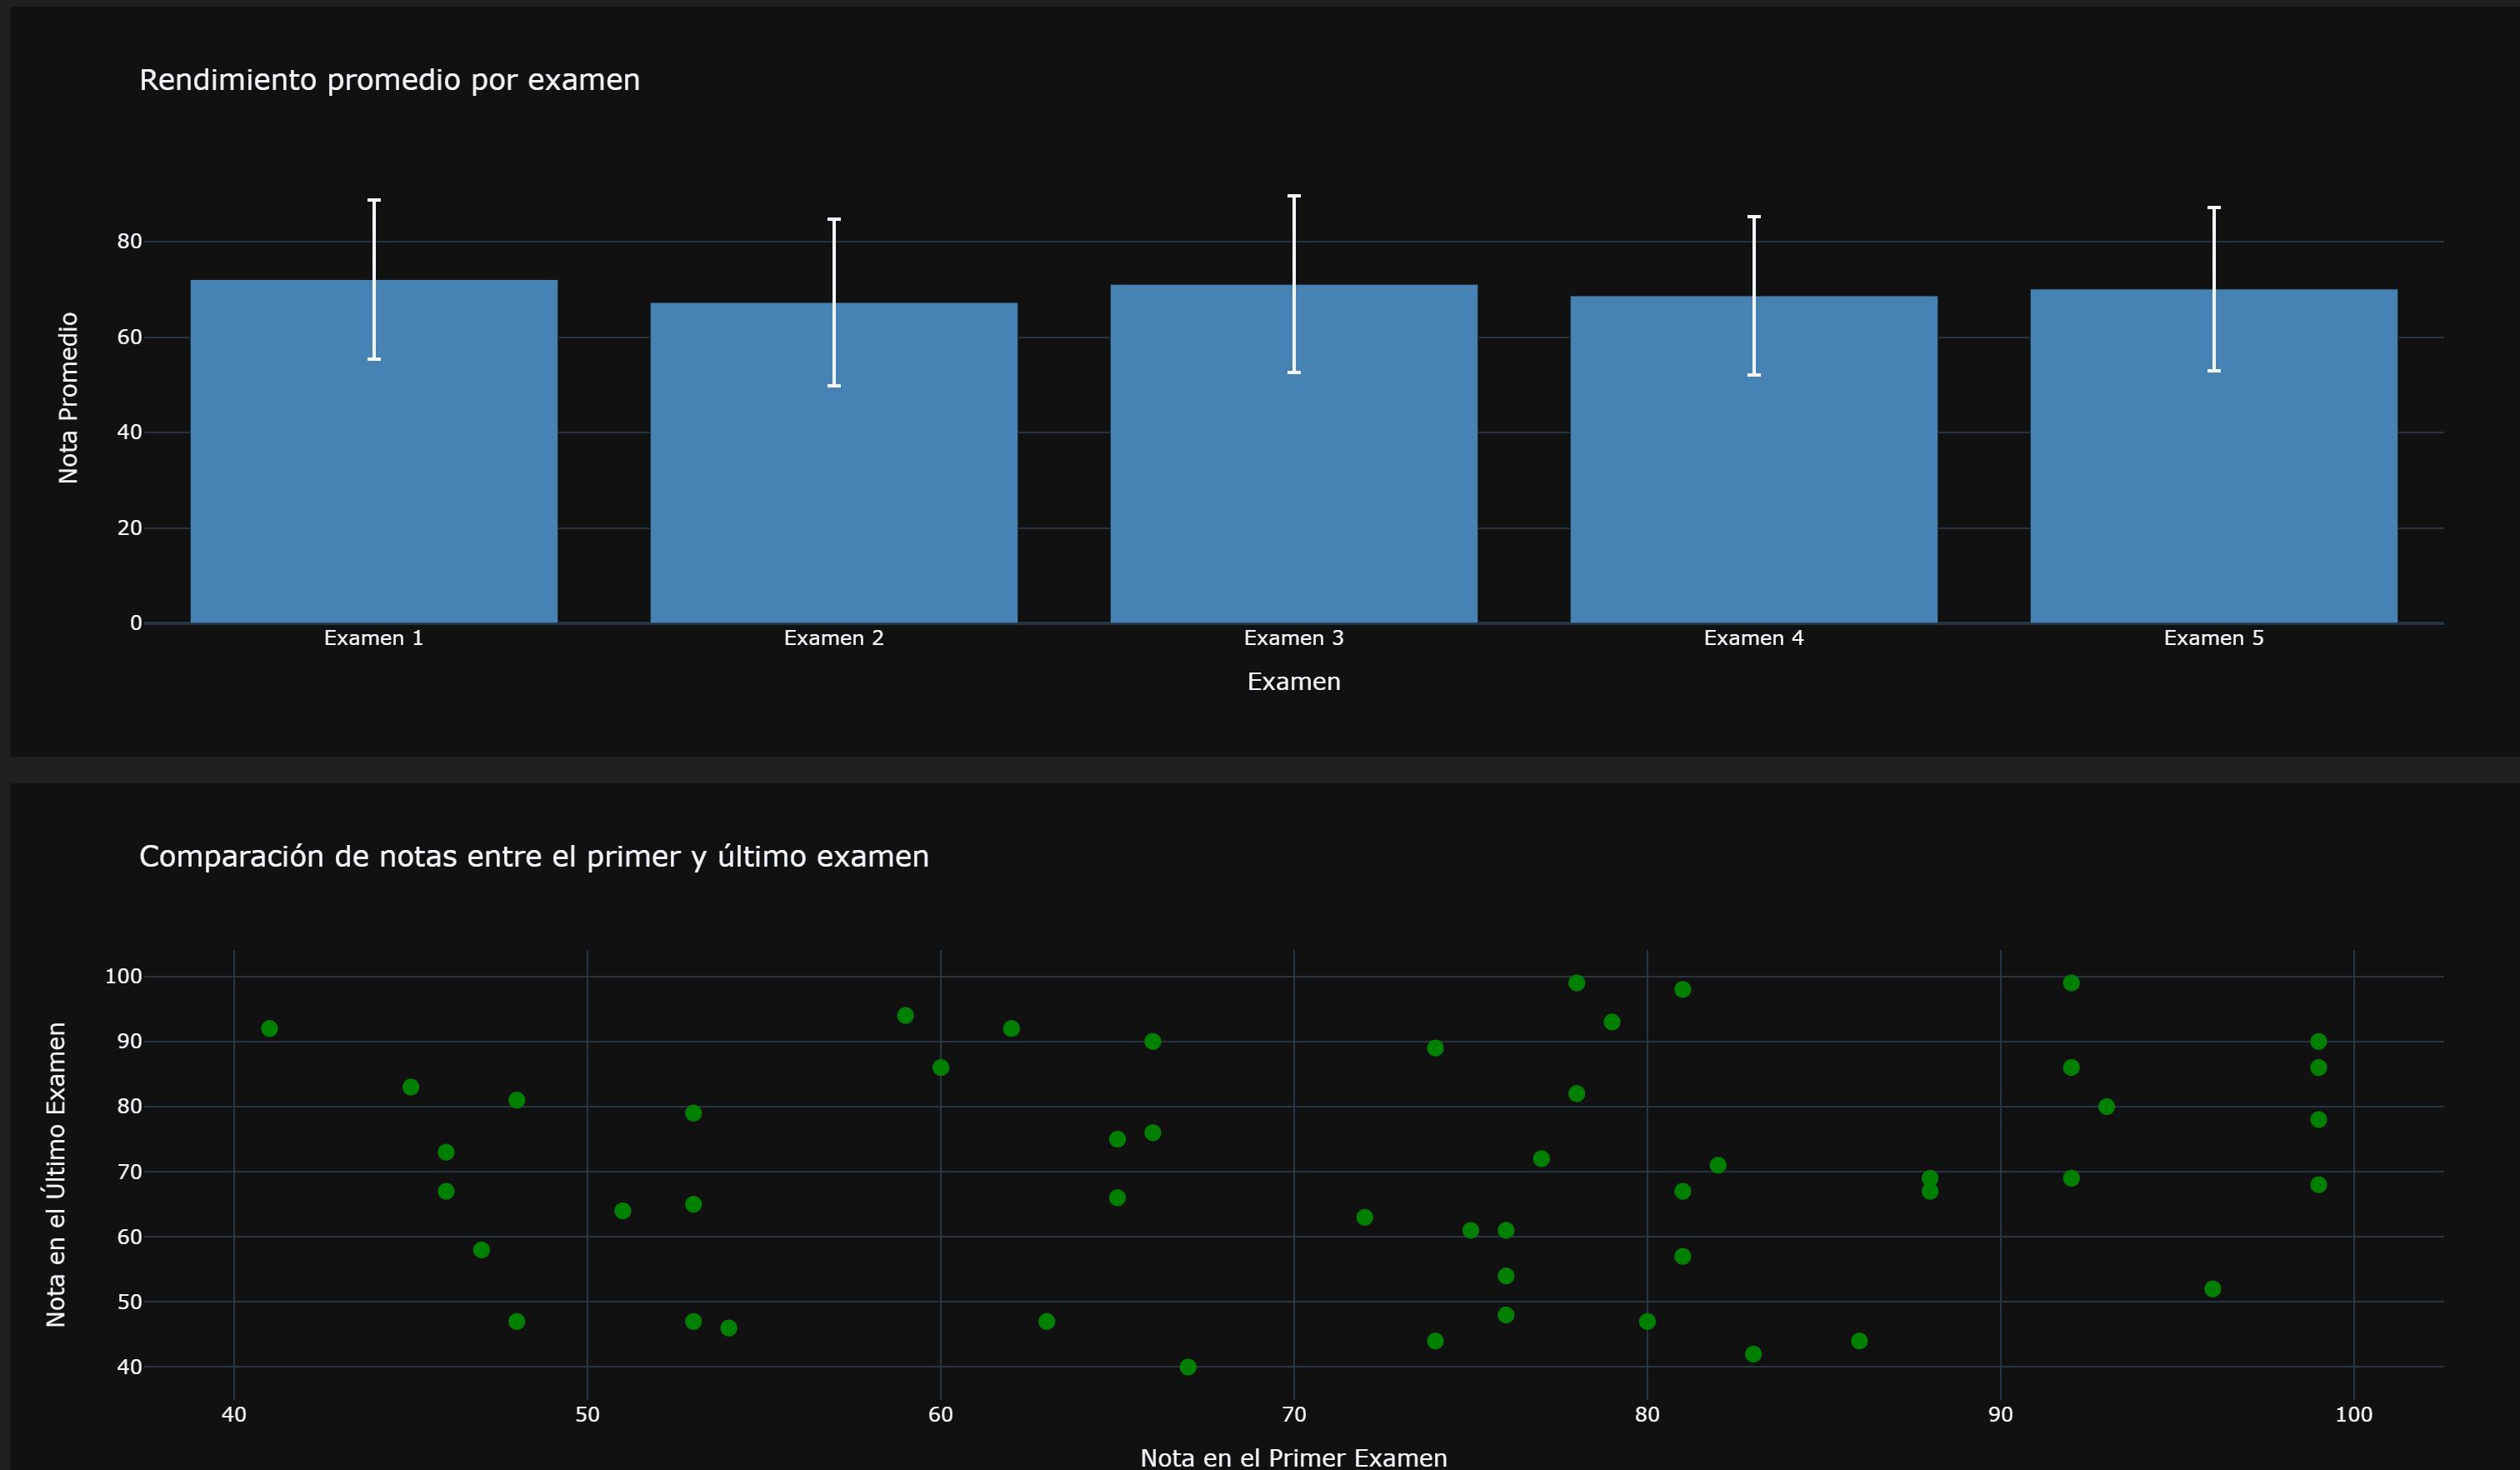 Rendimiento promedio por examen
Nota Promedio
80
60
40
20
0
Examen 1 Examen 2 Examen 3 Examen 4 Examen 5
Examen
Comparación de notas entre el primer y último examen
Nota en el Último Examen
100
90
80
70
60
50
40
40 50 60 70 80 90 100
Nota en el Primer Examen